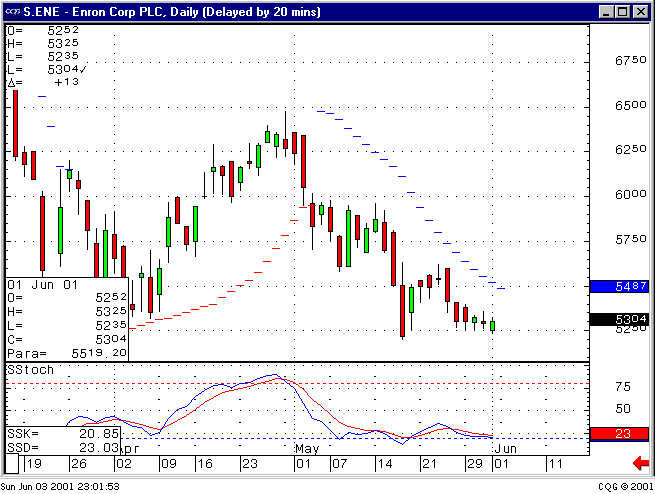 CQG S.ENE - Enron Corp PLC, Daily (Delayed by 20 mins)
O= 5252
H= 5325
L= 5235
L= 5304✓
Δ= +13
6750
6500
6250
6000
5750
5487
5304
5250
01 Jun 01
O= 5252
H= 5325
L= 5235
C= 5304
Para= 5519.20
SStoch
75
50
23
SSK= 20.85
SSD= 23.03
Apr May Jun
19 26 02 09 16 23 01 07 14 21 29 01 11
Sun Jun 03 2001 23:01:53 CQG © 2001